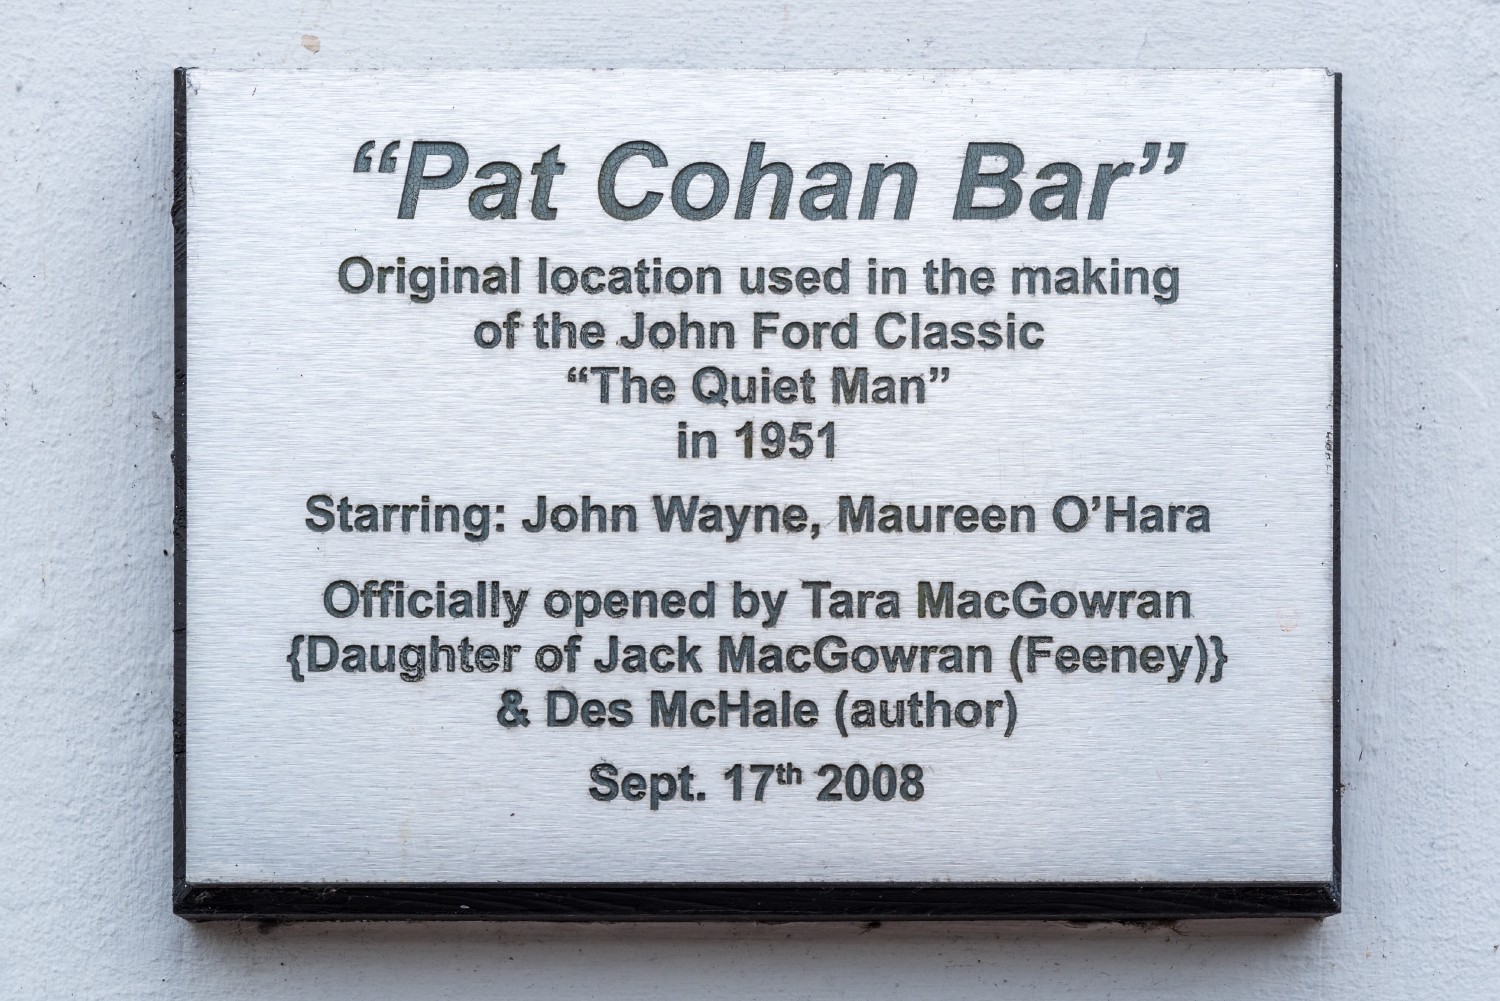 “Pat Cohan Bar”
Original location used in the making
of the John Ford Classic
“The Quiet Man”
in 1951
Starring: John Wayne, Maureen O’Hara
Officially opened by Tara MacGowran
{Daughter of Jack MacGowran (Feeney)}
& Des McHale (author)
Sept. 17th 2008